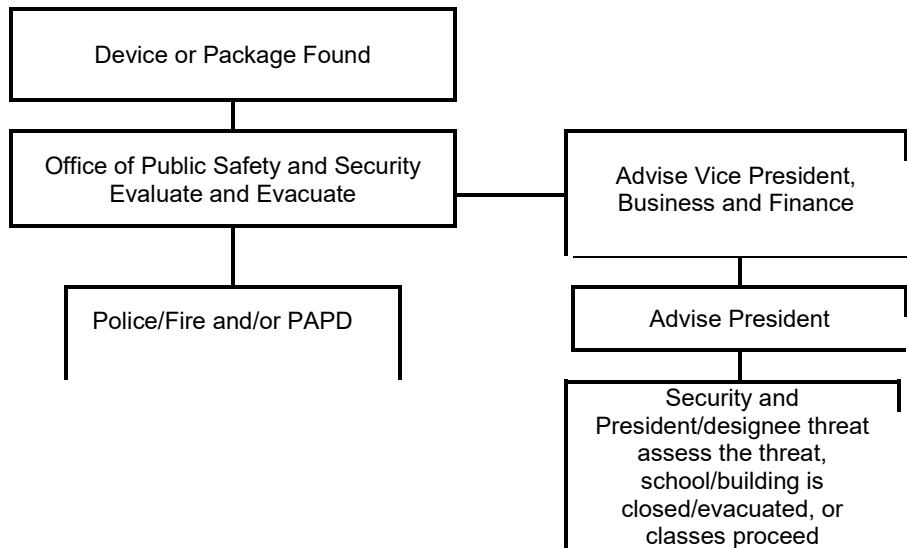 Device or Package Found
Office of Public Safety and Security
Evaluate and Evacuate
Advise Vice President,
Business and Finance
Police/Fire and/or PAPD
Advise President
Security and
President/designee threat
assess the threat,
school/building is
closed/evacuated, or
classes proceed